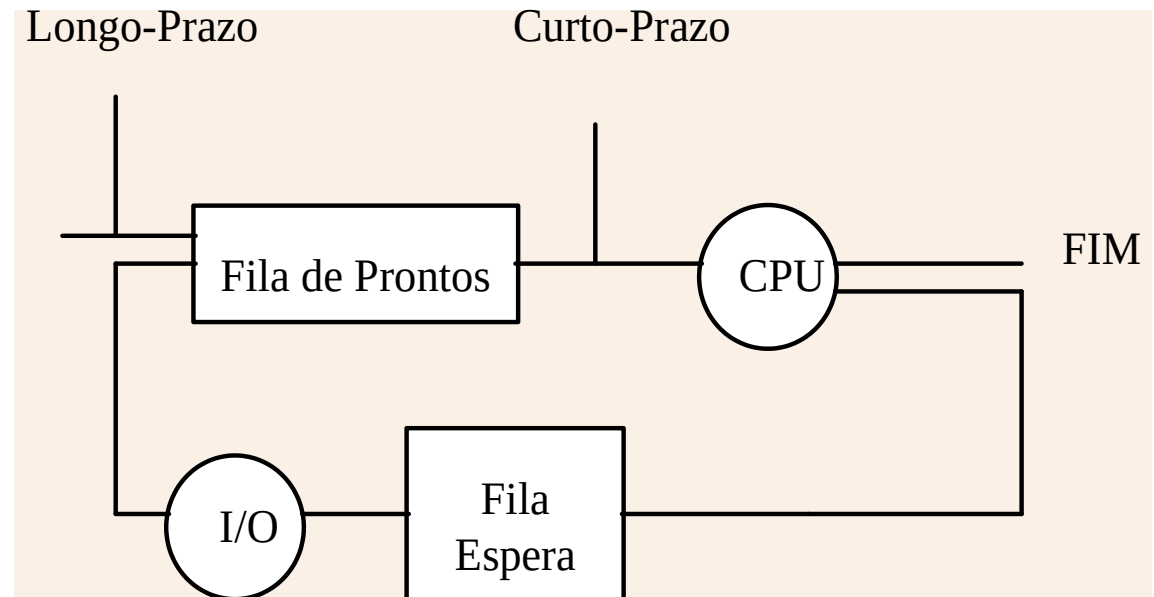 Longo-Prazo
Curto-Prazo
FIM
Fila de Prontos
CPU
I/O
Fila
Espera